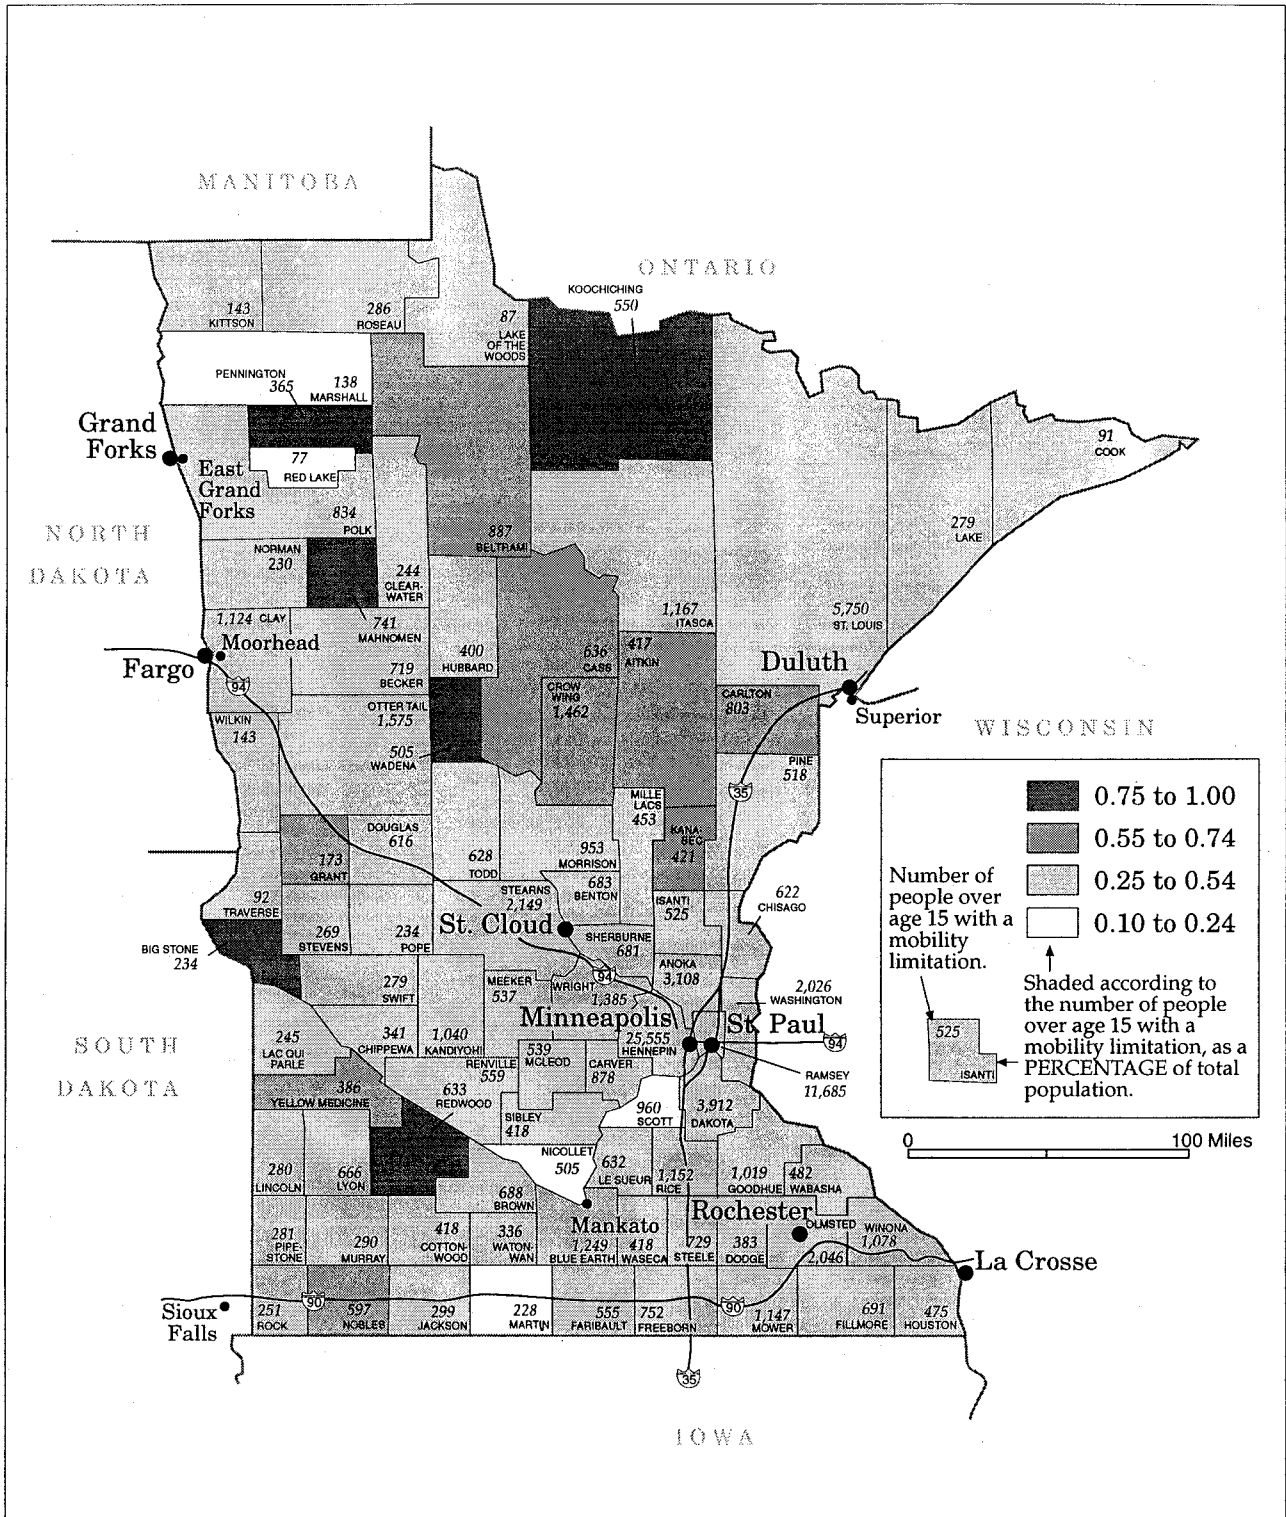 MANITOBA
ONTARIO
KOOCHICHING
550
143
KITTSON
286
ROSEAU
87
LAKE
OF THE
WOODS
PENNINGTON
365
138
MARSHALL
Grand
Forks
East
Grand
Forks
77
RED LAKE
91
COOK
834
POLK
887
BELTRAMI
279
LAKE
NORTH
DAKOTA
NORMAN
230
244
CLEAR-
WATER
1,124 CLAY
741
MAHNOMEN
1,167
ITASCA
5,750
ST. LOUIS
Moorhead
Fargo
94
719
BECKER
400
HUBBARD
636
CASS
417
AITKIN
Duluth
OTTER TAIL
1,575
CROW
WING
1,462
CARLTON
803
Superior
WILKIN
143
505
WADENA
WISCONSIN
PINE
518
35
MILLE
LACS
453
KANA-
BEC
421
DOUGLAS
616
173
GRANT
628
TODD
953
MORRISON
683
BENTON
STEARNS
2,149
ISANTI
525
622
CHISAGO
92
TRAVERSE
269
STEVENS
234
POPE
St. Cloud
SHERBURNE
681
BIG STONE
234
279
SWIFT
MEEKER
537
WRIGHT
1,385
94
ANOKA
3,108
2,026
WASHINGTON
Minneapolis
St. Paul
25,555
HENNEPIN
94
SOUTH
DAKOTA
245
LAC QUI
PARLE
341
CHIPPEWA
1,040
KANDIYOHI
RENVILLE
559
539
MCLEOD
CARVER
878
RAMSEY
11,685
386
YELLOW MEDICINE
633
REDWOOD
SIBLEY
418
960
SCOTT
3,912
DAKOTA
NICOLLET
505
632
LE SUEUR
1,152
RICE
1,019
GOODHUE
482
WABASHA
280
LINCOLN
666
LYON
688
BROWN
Mankato
Rochester
OLMSTED
2,046
WINONA
1,078
281
PIPE-
STONE
290
MURRAY
418
COTTON-
WOOD
336
WATON-
WAN
1,249
BLUE EARTH
418
WASECA
729
STEELE
383
DODGE
La Crosse
Sioux
Falls
90
90
251
ROCK
597
NOBLES
299
JACKSON
228
MARTIN
555
FARIBAULT
752
FREEBORN
1,147
MOWER
691
FILLMORE
475
HOUSTON
35
IOWA
0.75 to 1.00
0.55 to 0.74
0.25 to 0.54
0.10 to 0.24
Number of
people over
age 15 with a
mobility
limitation.
525
ISANTI
Shaded according to
the number of people
over age 15 with a
mobility limitation, as a
PERCENTAGE of total
population.
0
100 Miles